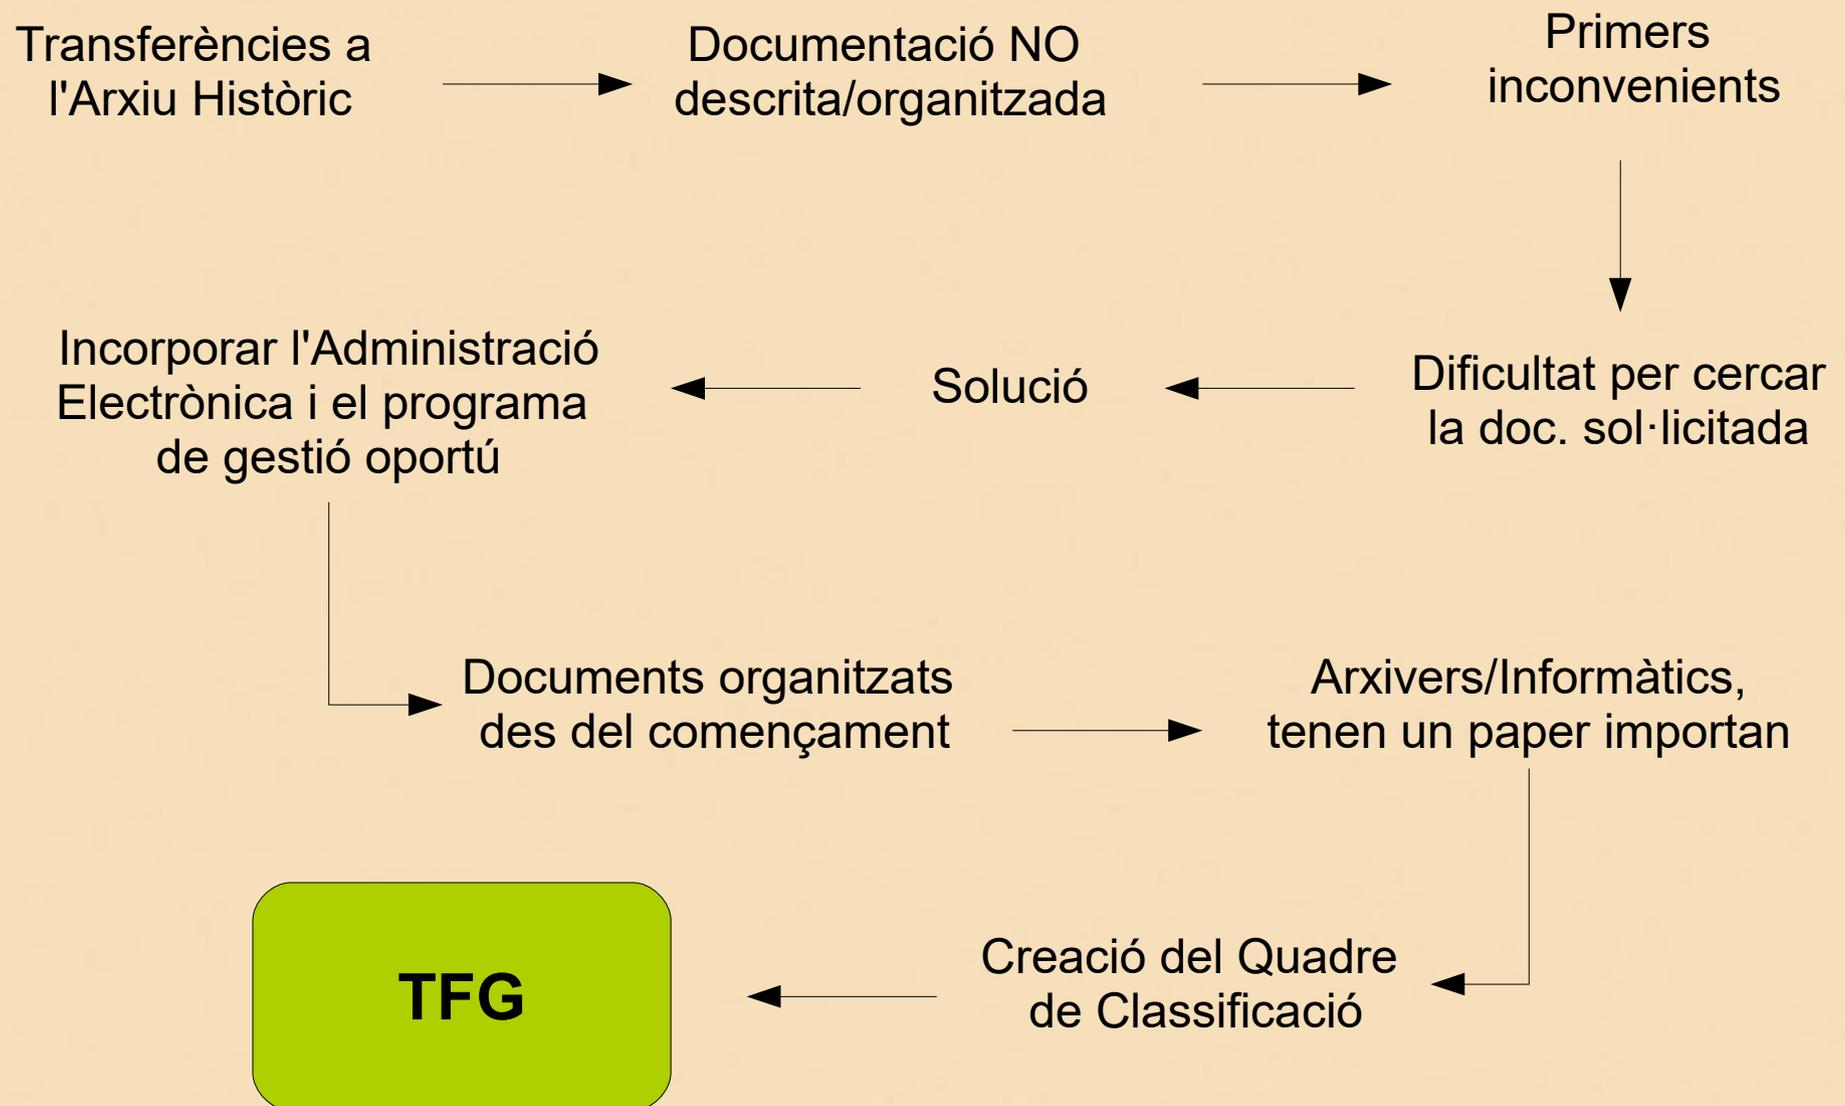 Transferències a
l'Arxiu Històric
Documentació NO
descrita/organitzada
Primers
inconvenients
Dificultat per cercar
la doc. sol·licitada
Solució
Incorporar l'Administració
Electrònica i el programa
de gestió oportú
Documents organitzats
des del començament
Arxivers/Informàtics,
tenen un paper importan
Creació del Quadre
de Classificació
TFG